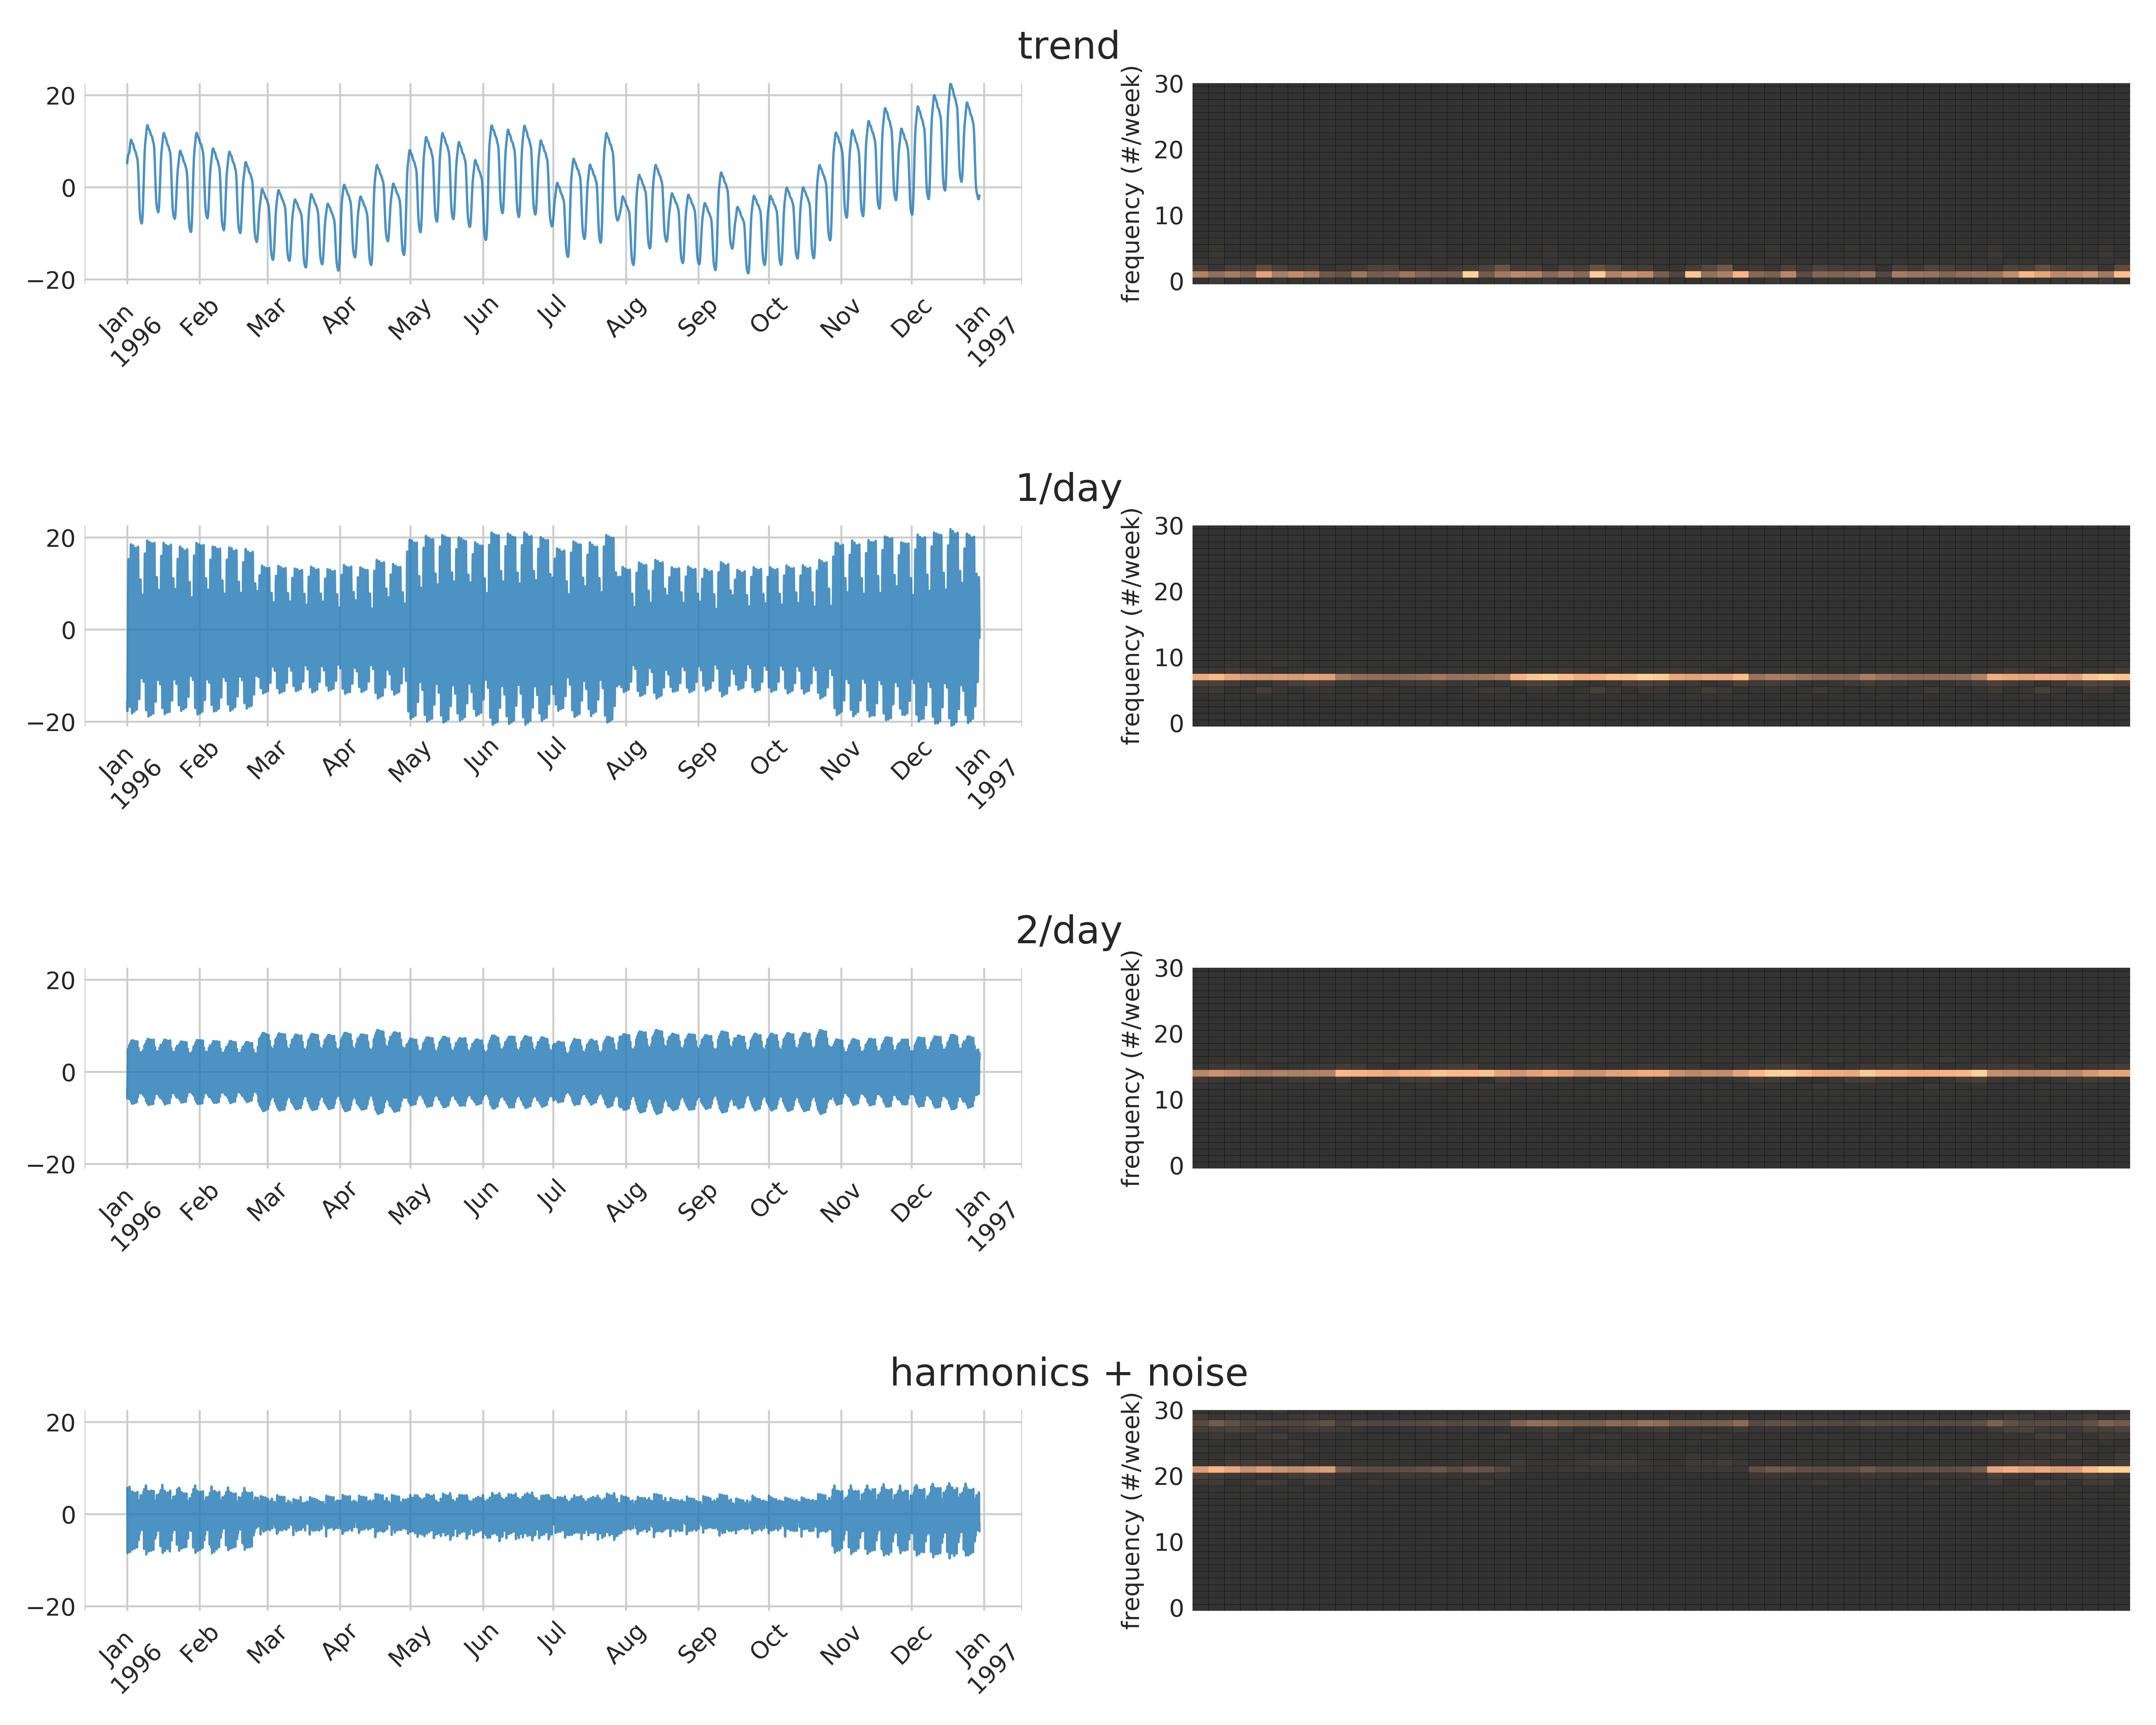 trend
20
0
−20
Jan
1996
Feb
Mar
Apr
May
Jun
Jul
Aug
Sep
Oct
Nov
Dec
Jan
1997
frequency (#/week)
30
20
10
0
1/day
20
0
−20
Jan
1996
Feb
Mar
Apr
May
Jun
Jul
Aug
Sep
Oct
Nov
Dec
Jan
1997
frequency (#/week)
30
20
10
0
2/day
20
0
−20
Jan
1996
Feb
Mar
Apr
May
Jun
Jul
Aug
Sep
Oct
Nov
Dec
Jan
1997
frequency (#/week)
30
20
10
0
harmonics + noise
20
0
−20
Jan
1996
Feb
Mar
Apr
May
Jun
Jul
Aug
Sep
Oct
Nov
Dec
Jan
1997
frequency (#/week)
30
20
10
0